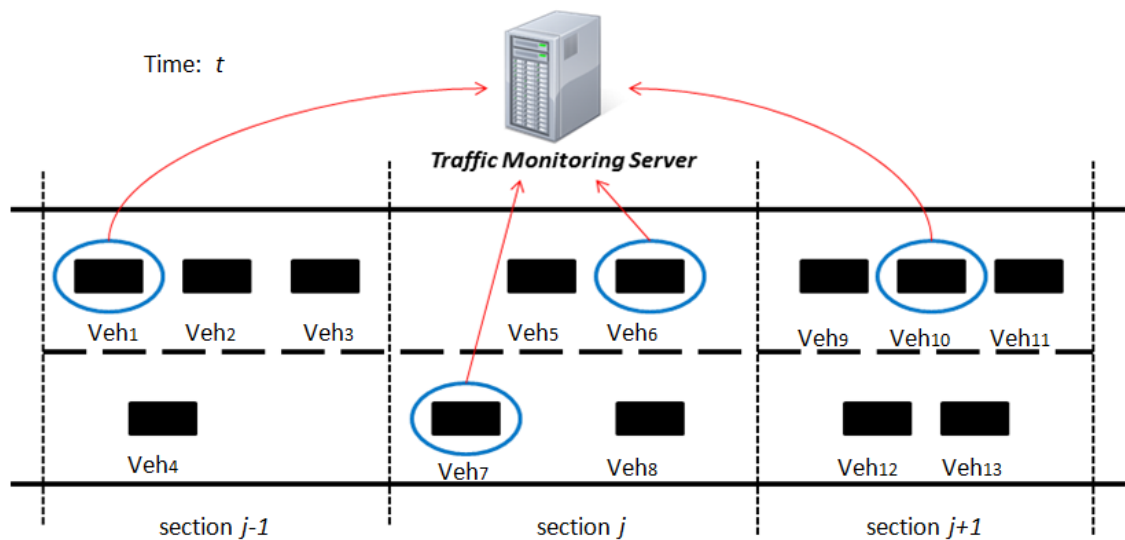 Time: t
Traffic Monitoring Server
Veh1 Veh2 Veh3 Veh5 Veh6 Veh9 Veh10 Veh11
Veh4 Veh7 Veh8 Veh12 Veh13
section j-1 section j section j+1